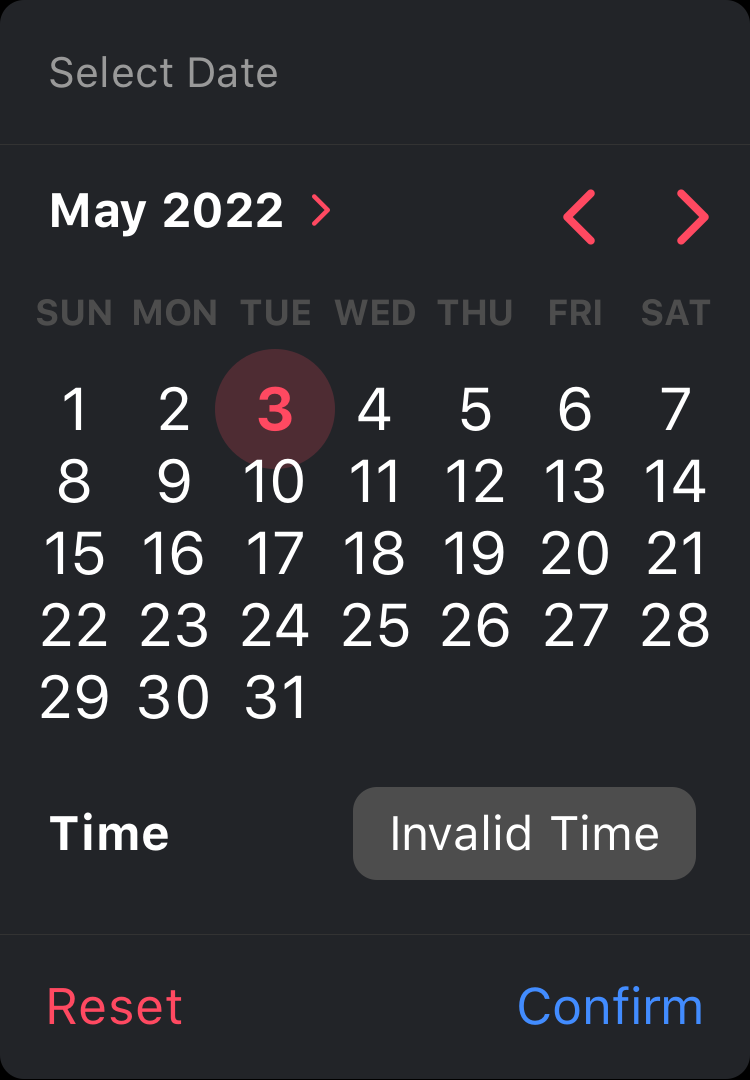 Select Date
May 2022
SUN MON TUE WED THU FRI SAT
1 2 3 4 5 6 7
8 9 10 11 12 13 14
15 16 17 18 19 20 21
22 23 24 25 26 27 28
29 30 31
Time Invalid Time
Reset Confirm